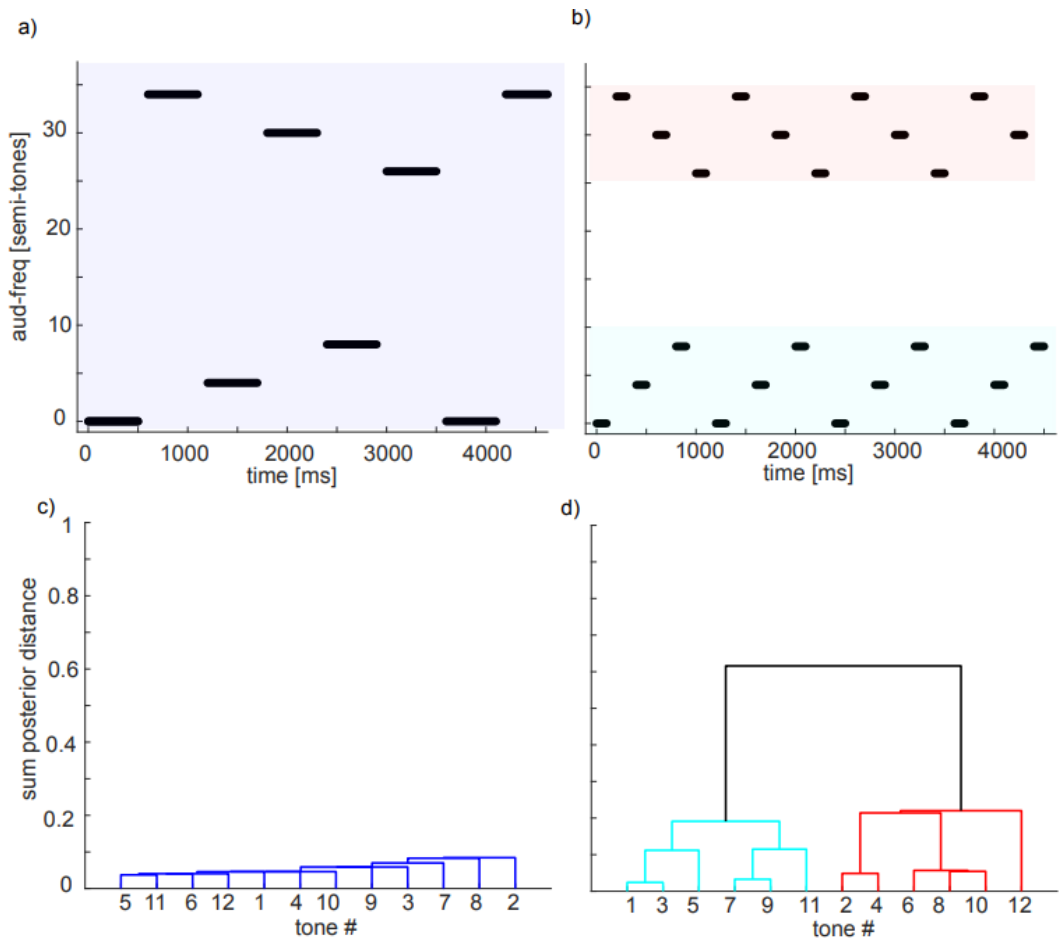 a)
b)
aud-freq [semi-tones]
30
20
10
0
0 1000 2000 3000 4000
time [ms]
0 1000 2000 3000 4000
time [ms]
c)
d)
sum posterior distance
1
0.8
0.6
0.4
0.2
0
5 11 6 12 1 4 10 9 3 7 8 2
tone #
1 3 5 7 9 11 2 4 6 8 10 12
tone #